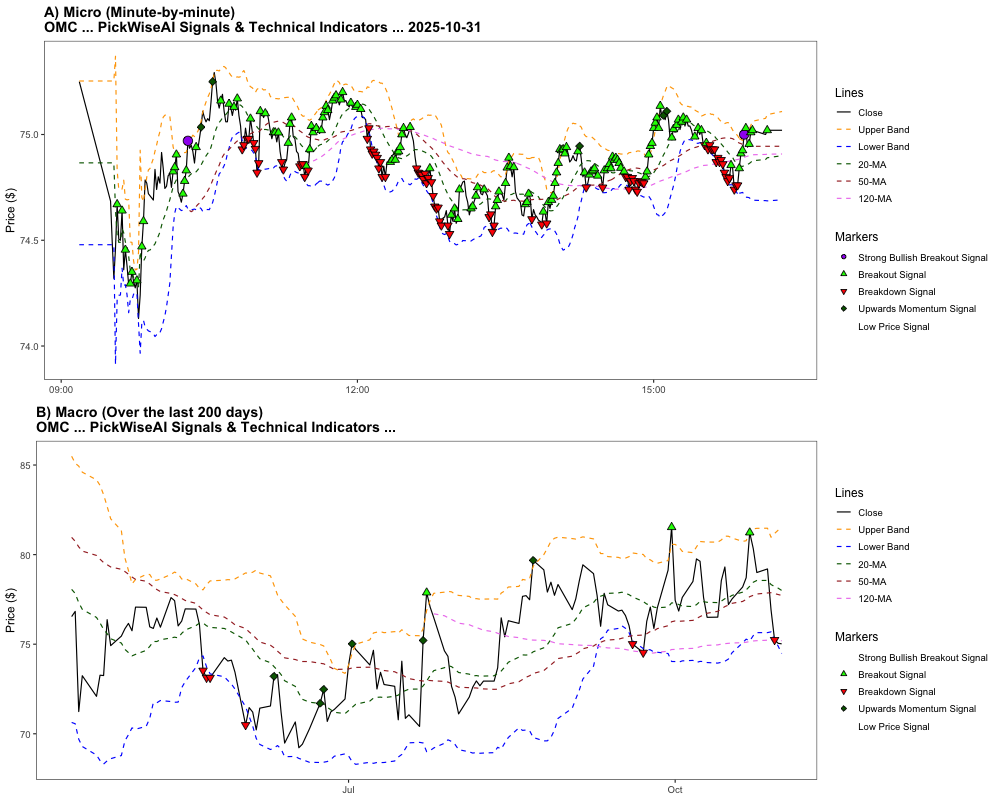 A) Micro (Minute-by-minute)
OMC ... PickWiseAI Signals & Technical Indicators ... 2025-10-31
Price ($)
75.0
74.5
74.0
09:00
12:00
15:00
Lines
Close
Upper Band
Lower Band
20-MA
50-MA
120-MA
Markers
Strong Bullish Breakout Signal
Breakout Signal
Breakdown Signal
Upwards Momentum Signal
Low Price Signal
B) Macro (Over the last 200 days)
OMC ... PickWiseAI Signals & Technical Indicators ...
Price ($)
85
80
75
70
Jul
Oct
Lines
Close
Upper Band
Lower Band
20-MA
50-MA
120-MA
Markers
Strong Bullish Breakout Signal
Breakout Signal
Breakdown Signal
Upwards Momentum Signal
Low Price Signal